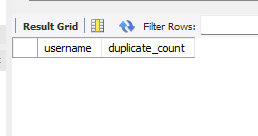 Result Grid Filter Rows:
username duplicate_count